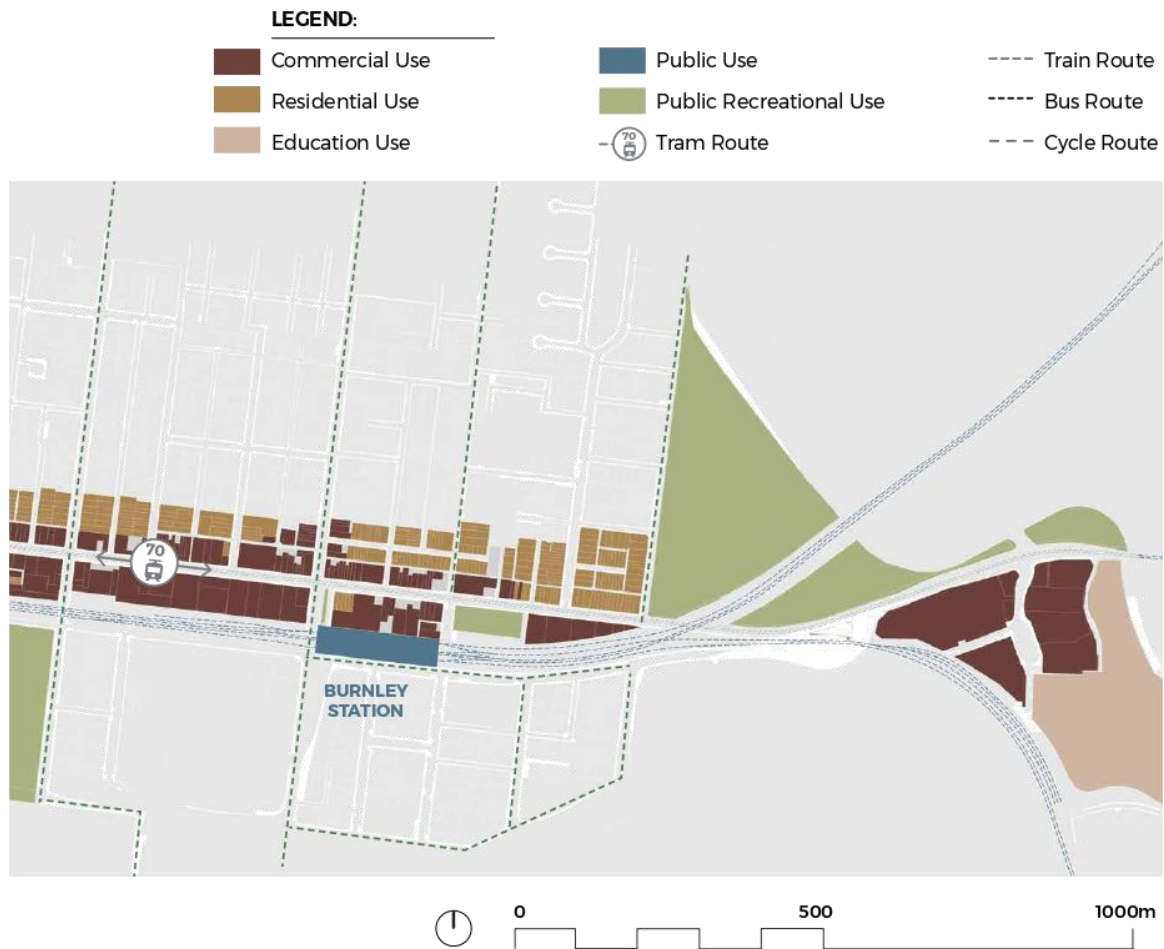 LEGEND:
Commercial Use
Public Use
Train Route
Residential Use
Public Recreational Use
Bus Route
Education Use
70
Tram Route
Cycle Route
70
BURNLEY
STATION
0
500
1000m